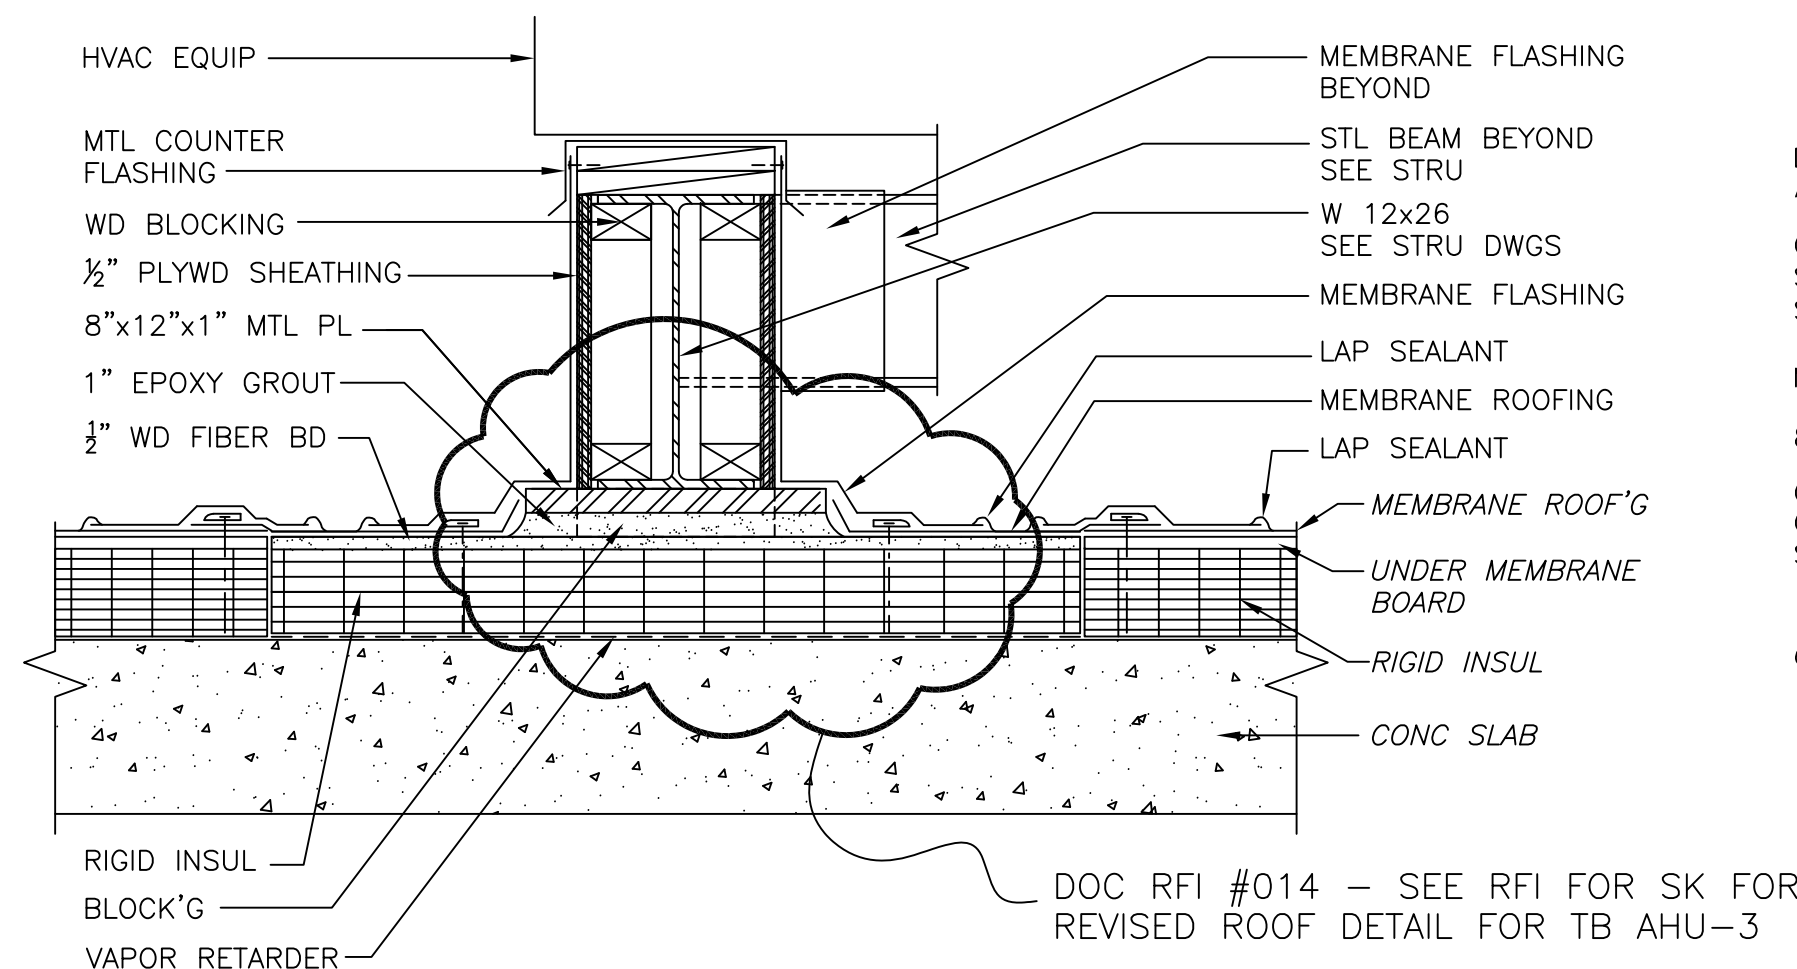 HVAC EQUIP
MTL COUNTER
FLASHING
WD BLOCKING
½" PLYWD SHEATHING
8"x12"x1" MTL PL
1" EPOXY GROUT
½" WD FIBER BD
RIGID INSUL
BLOCK'G
VAPOR RETARDER
MEMBRANE FLASHING
BEYOND
STL BEAM BEYOND
SEE STRU
W 12x26
SEE STRU DWGS
MEMBRANE FLASHING
LAP SEALANT
MEMBRANE ROOFING
LAP SEALANT
MEMBRANE ROOF'G
UNDER MEMBRANE
BOARD
RIGID INSUL
CONC SLAB
DOC RFI #014 – SEE RFI FOR SK FOR
REVISED ROOF DETAIL FOR TB AHU–3